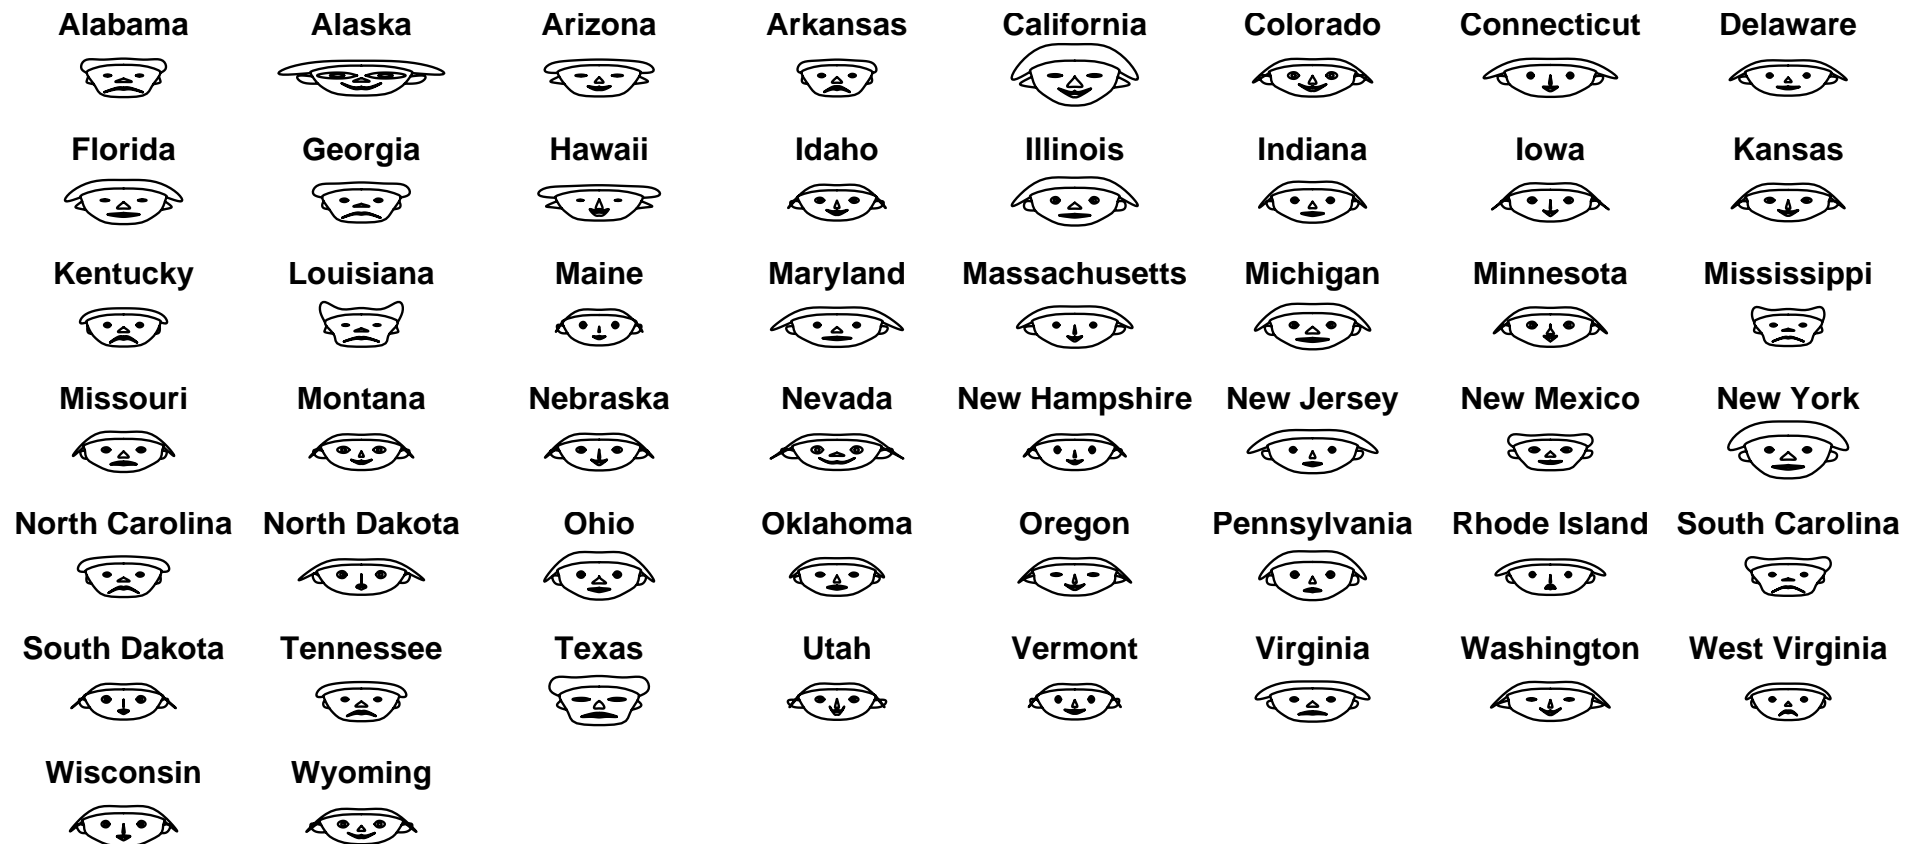 Alabama Alaska Arizona Arkansas California Colorado Connecticut Delaware
Florida Georgia Hawaii Idaho Illinois Indiana Iowa Kansas
Kentucky Louisiana Maine Maryland Massachusetts Michigan Minnesota Mississippi
Missouri Montana Nebraska Nevada New Hampshire New Jersey New Mexico New York
North Carolina North Dakota Ohio Oklahoma Oregon Pennsylvania Rhode Island South Carolina
South Dakota Tennessee Texas Utah Vermont Virginia Washington West Virginia
Wisconsin Wyoming